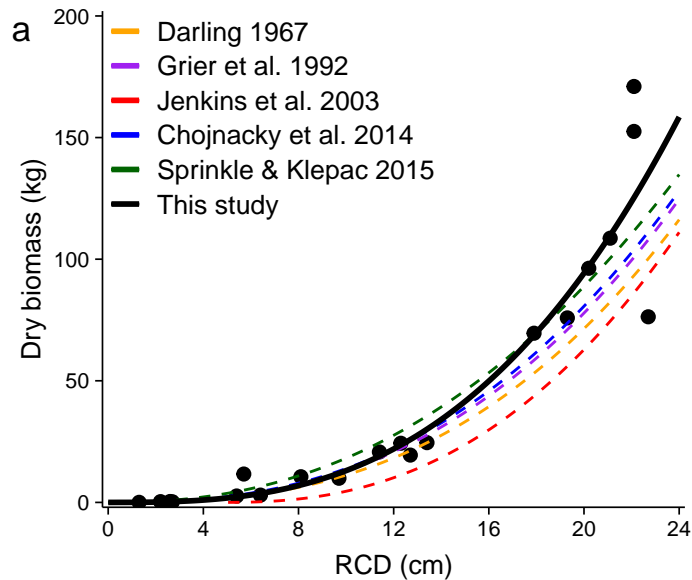 a
Darling 1967
Grier et al. 1992
Jenkins et al. 2003
Chojnacky et al. 2014
Sprinkle & Klepac 2015
This study
Dry biomass (kg)
200
150
100
50
0
0 4 8 12 16 20 24
RCD (cm)